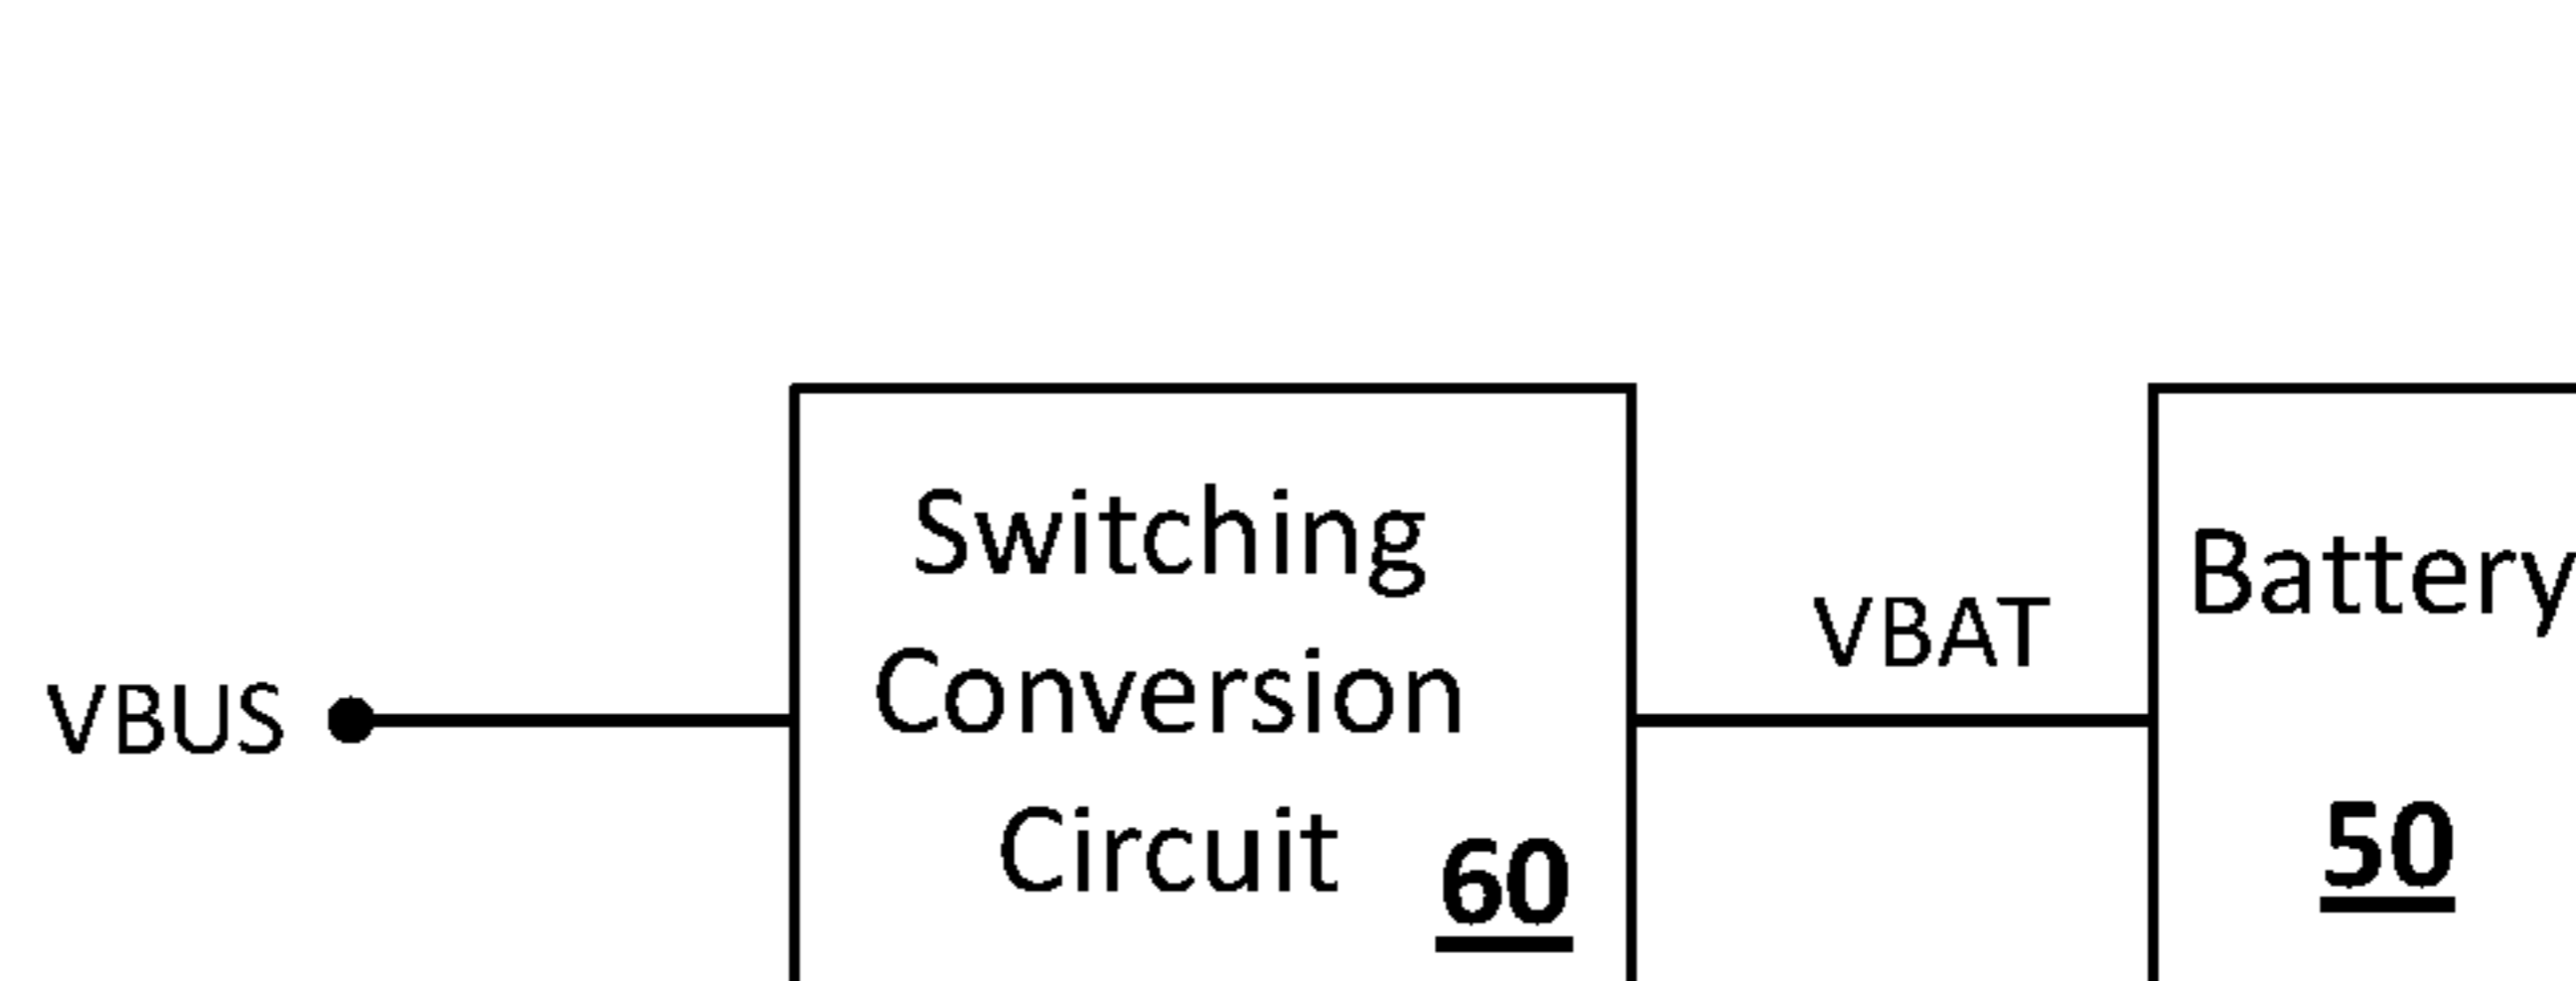 Switching
Conversion
Circuit
60
VBUS
VBAT
Battery
50